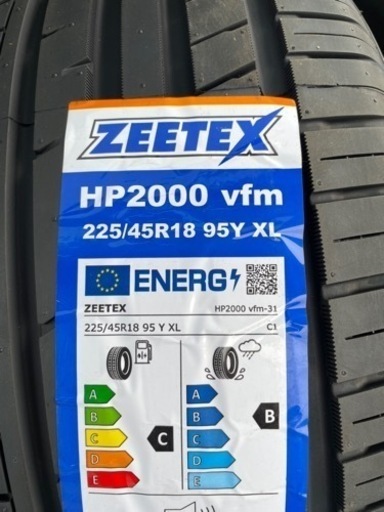 ZEETEX
HP2000 vfm
225/45R18 95Y XL
ENERG
ZEETEX HP2000 vfm-31
225/45R18 95 Y XL C1
A A
B B B
C C C
D D
E E